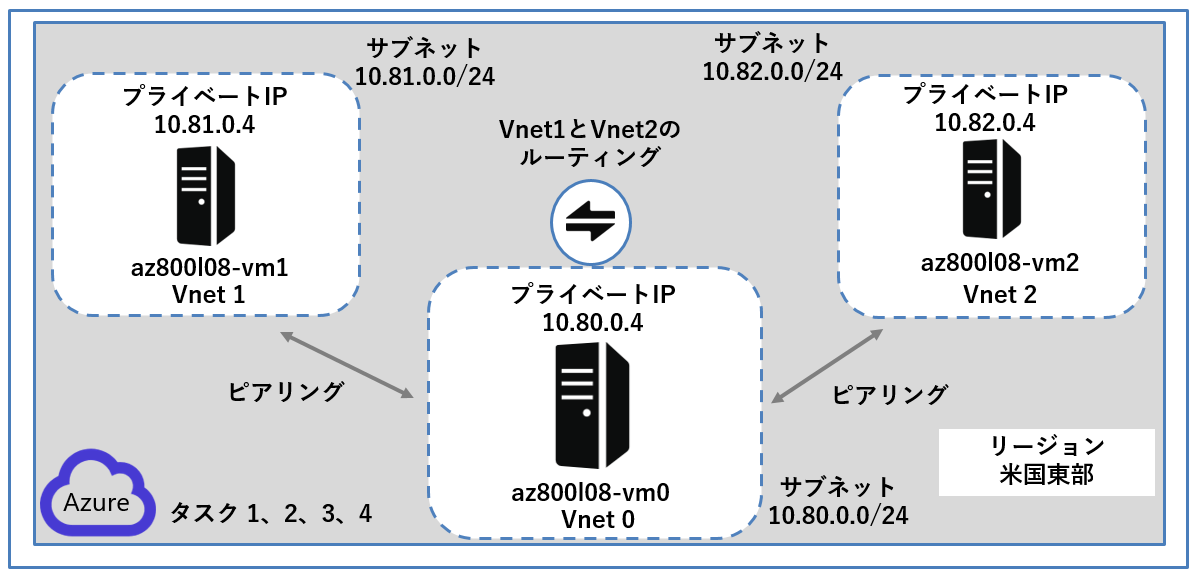 サブネット
10.81.0.0/24
サブネット
10.82.0.0/24
プライベートIP
10.81.0.4
az800l08-vm1
Vnet 1
Vnet1とVnet2の
ルーティング
プライベートIP
10.82.0.4
az800l08-vm2
Vnet 2
プライベートIP
10.80.0.4
az800l08-vm0
Vnet 0
ピアリング
ピアリング
リージョン
米国東部
サブネット
10.80.0.0/24
Azure
タスク 1、2、3、4